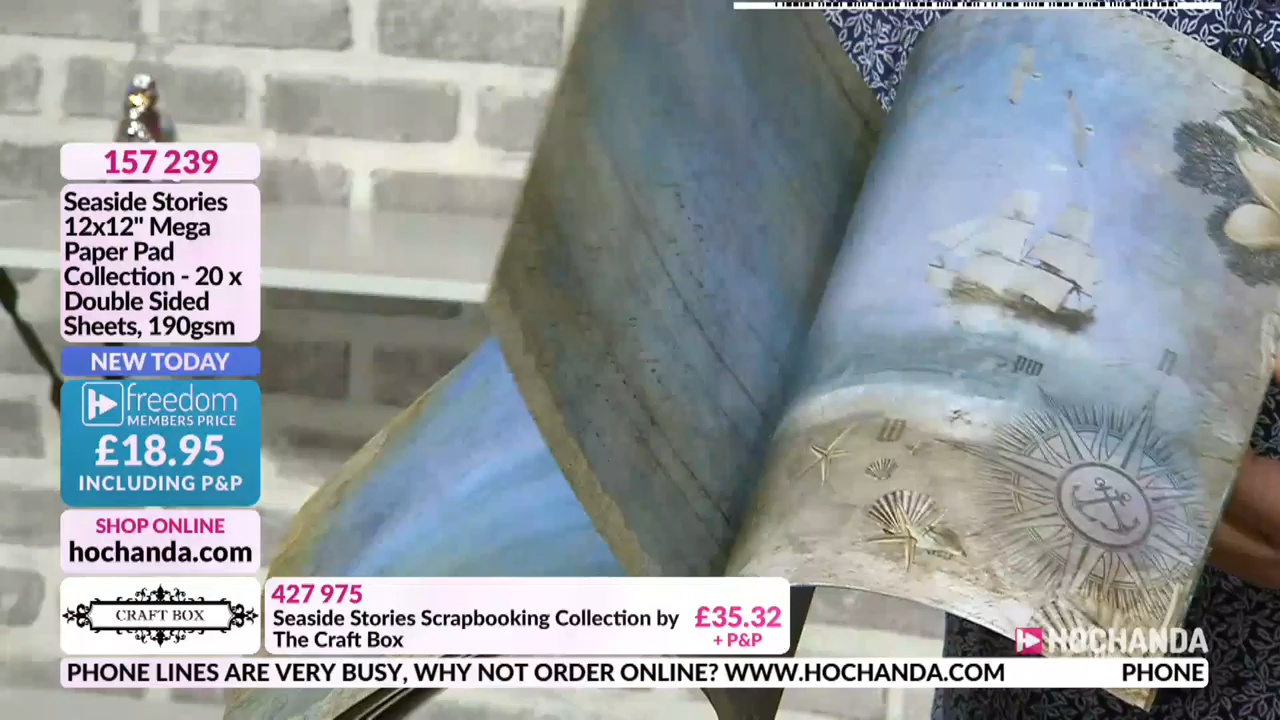 157 239
Seaside Stories
12x12" Mega
Paper Pad
Collection - 20 x
Double Sided
Sheets, 190gsm
NEW TODAY
freedom
MEMBERS PRICE
£18.95
INCLUDING P&P
SHOP ONLINE
hochanda.com
CRAFT BOX
427 975
Seaside Stories Scrapbooking Collection by
The Craft Box
£35.32
+ P&P
HOCHANDA
PHONE LINES ARE VERY BUSY, WHY NOT ORDER ONLINE? WWW.HOCHANDA.COM
PHONE